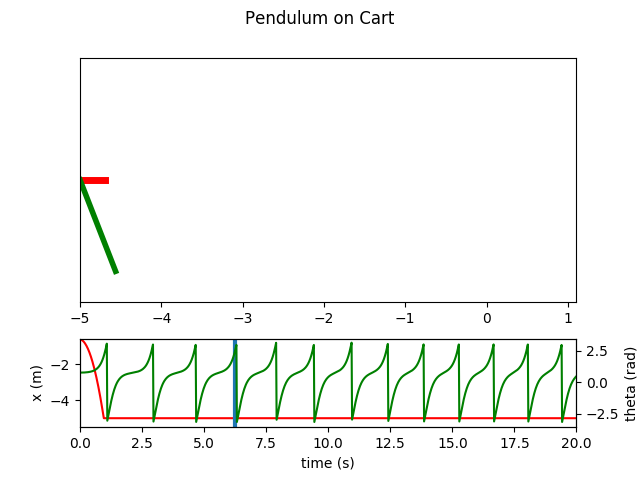 Pendulum on Cart
−5 −4 −3 −2 −1 0 1
−2
−4
x (m)
2.5
0.0
−2.5
theta (rad)
0.0 2.5 5.0 7.5 10.0 12.5 15.0 17.5 20.0
time (s)